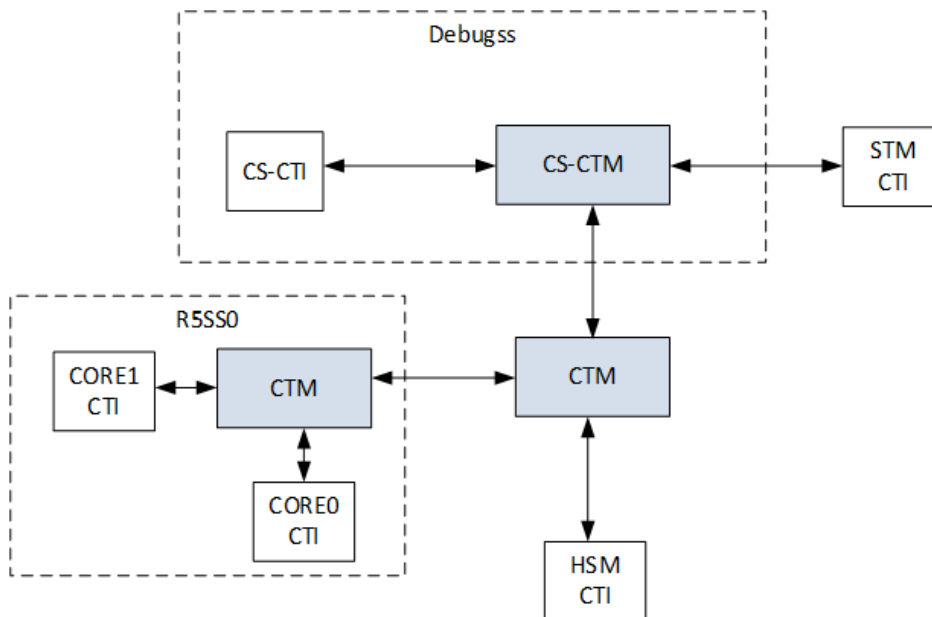 Debugss
CS-CTI
CS-CTM
STM
CTI
R5SS0
CORE1
CTI
CTM
CTM
CORE0
CTI
HSM
CTI